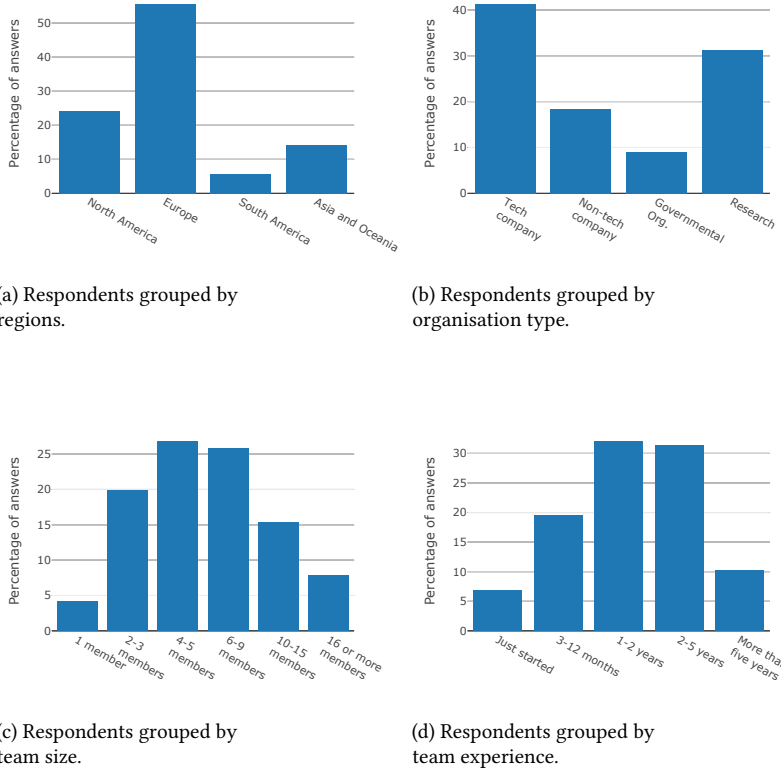 Percentage of answers
50
40
30
20
10
0
North America
Europe
South America
Asia and Oceania
(a) Respondents grouped by
regions.
Percentage of answers
40
30
20
10
0
Tech
company
Non-tech
company
Governmental
Org.
Research
(b) Respondents grouped by
organisation type.
Percentage of answers
25
20
15
10
5
0
1 member
2-3
members
4-5
members
6-9
members
10-15
members
16 or more
members
(c) Respondents grouped by
team size.
Percentage of answers
30
25
20
15
10
5
0
Just started
3-12 months
1-2 years
2-5 years
More tha
five years
(d) Respondents grouped by
team experience.